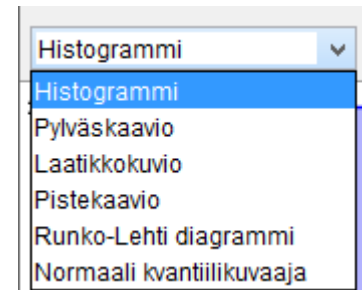 Histogrammi
Histogrammi
Pylväskaavio
Laatikkokuvio
Pistekaavio
Runko-Lehti diagrammi
Normaali kvantiilikuvaaja